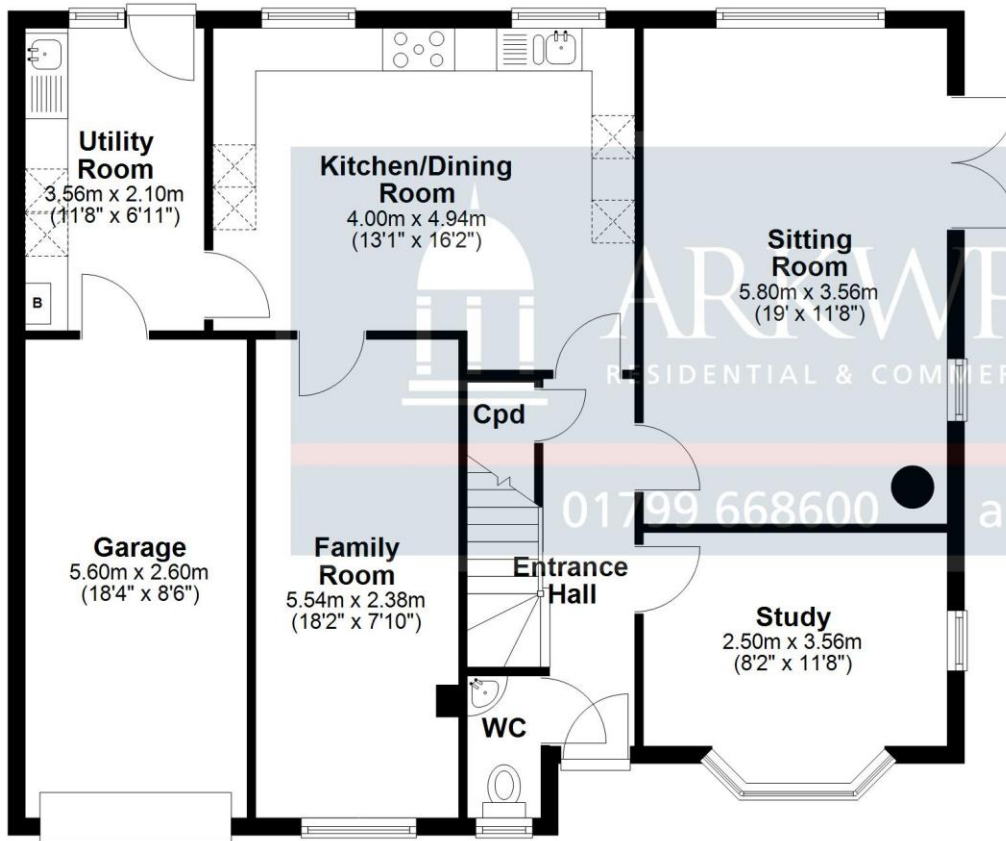 Utility
Room
3.56m x 2.10m
(11'8" x 6'11")
Kitchen/Dining
Room
4.00m x 4.94m
(13'1" x 16'2")
Sitting
Room
5.80m x 3.56m
(19' x 11'8")
B
Cpd
Garage
5.60m x 2.60m
(18'4" x 8'6")
Family
Room
5.54m x 2.38m
(18'2" x 7'10")
Entrance
Hall
Study
2.50m x 3.56m
(8'2" x 11'8")
WC
ARKW
RESIDENTIAL & COMMER
01799 668600 a